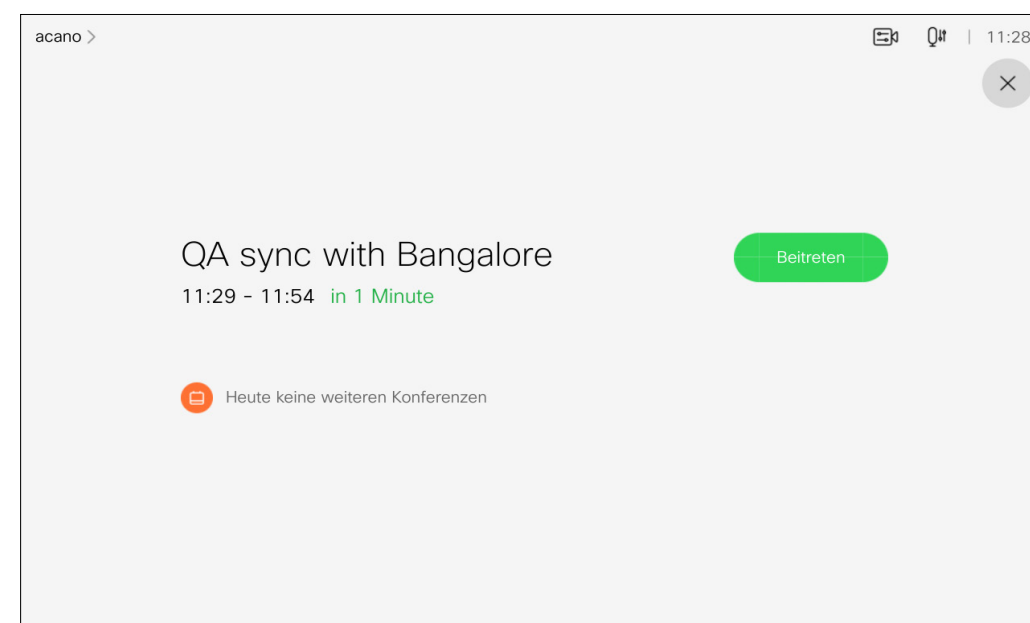 acano
11:28
QA sync with Bangalore
Beitreten
11:29 - 11:54 in 1 Minute
Heute keine weiteren Konferenzen